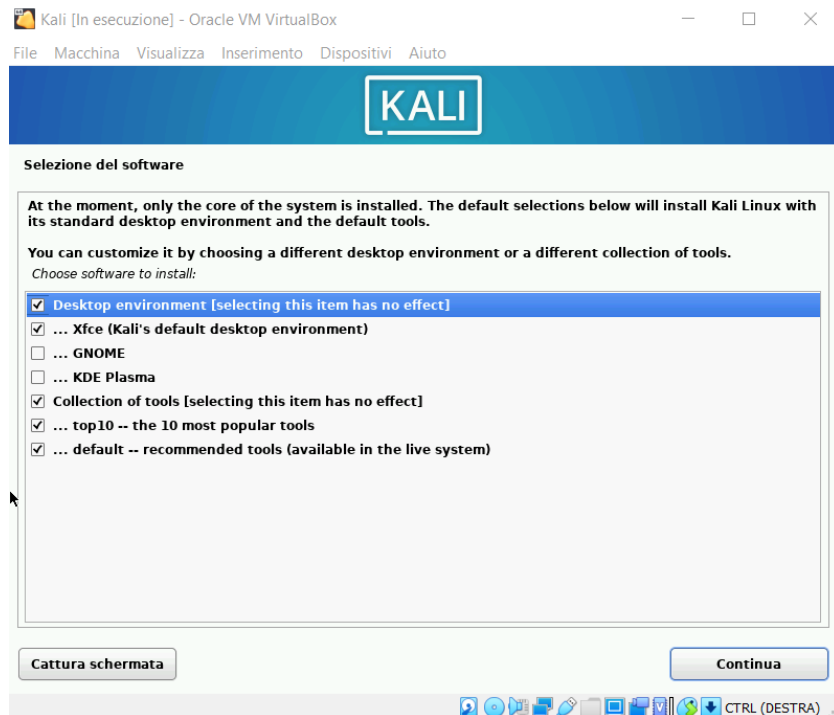 Kali [In esecuzione] - Oracle VM VirtualBox
File Macchina Visualizza Inserimento Dispositivi Aiuto
KALI
Selezione del software
At the moment, only the core of the system is installed. The default selections below will install Kali Linux with
its standard desktop environment and the default tools.
You can customize it by choosing a different desktop environment or a different collection of tools.
Choose software to install:
Desktop environment [selecting this item has no effect]
... Xfce (Kali's default desktop environment)
... GNOME
... KDE Plasma
Collection of tools [selecting this item has no effect]
... top10 -- the 10 most popular tools
... default -- recommended tools (available in the live system)
Cattura schermata
Continua
CTRL (DESTRA)